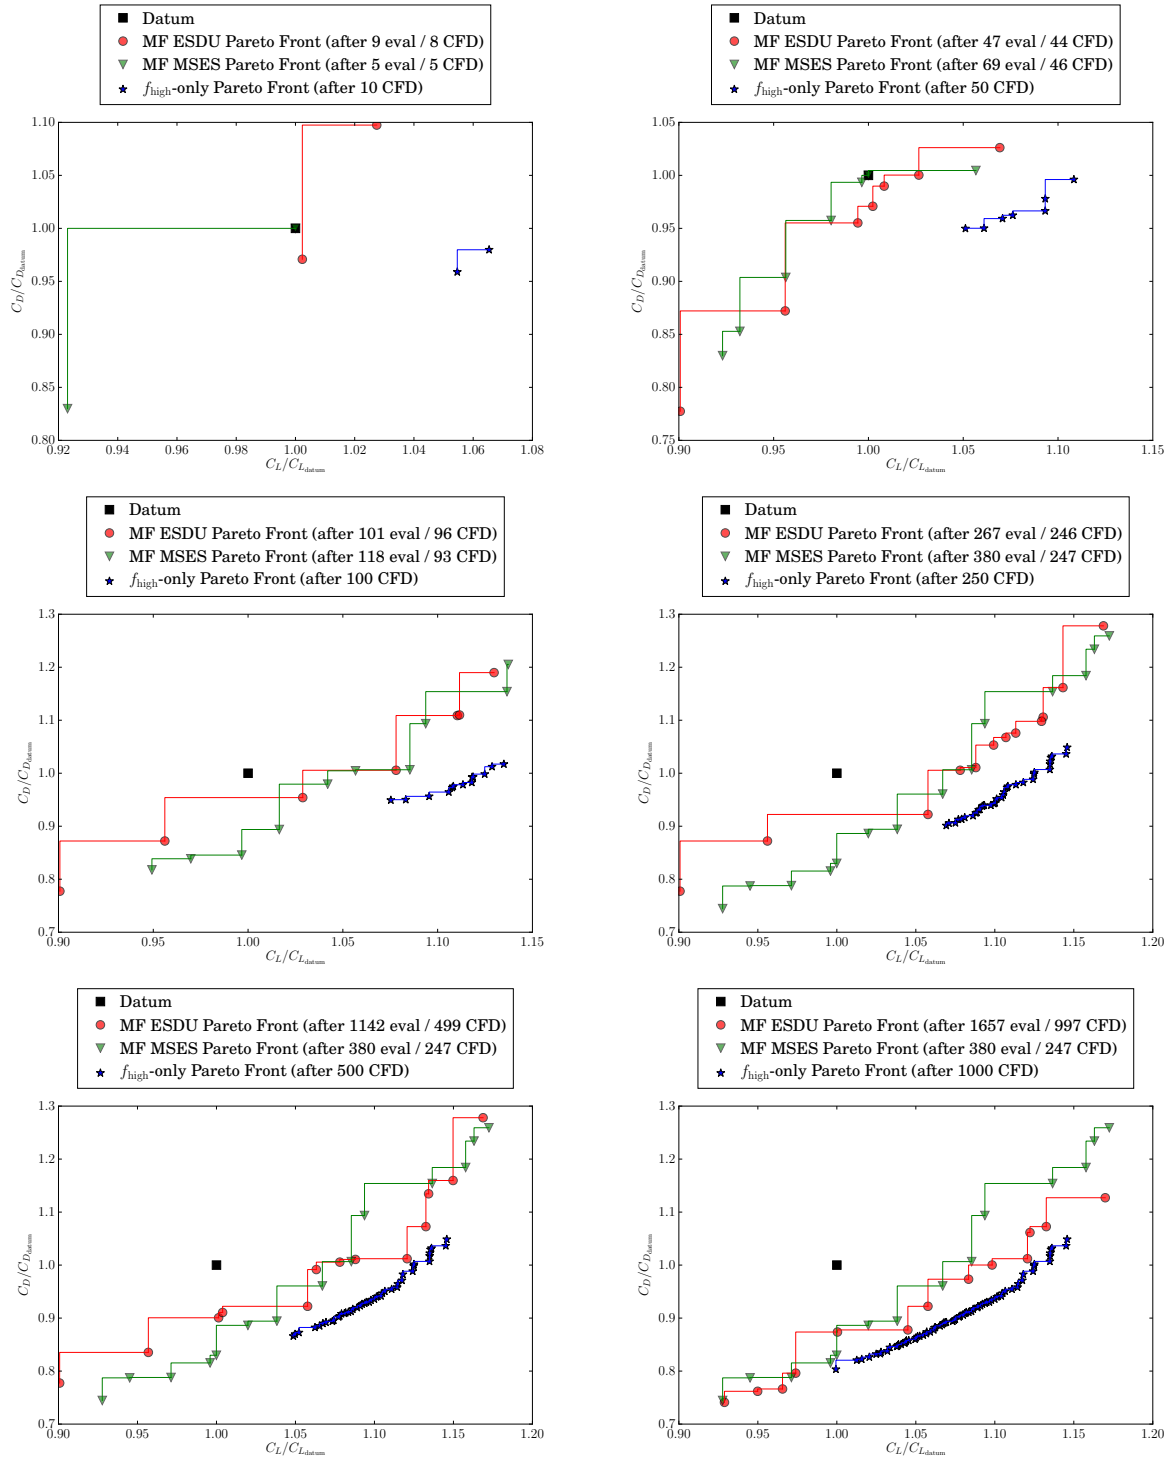 Datum
MF ESDU Pareto Front (after 9 eval / 8 CFD)
MF MSES Pareto Front (after 5 eval / 5 CFD)
f_high-only Pareto Front (after 10 CFD)
1.10
1.05
1.00
0.95
0.90
0.85
0.80
C_D/C_D_datum
0.92 0.94 0.96 0.98 1.00 1.02 1.04 1.06 1.08
C_L/C_L_datum
Datum
MF ESDU Pareto Front (after 47 eval / 44 CFD)
MF MSES Pareto Front (after 69 eval / 46 CFD)
f_high-only Pareto Front (after 50 CFD)
1.05
1.00
0.95
0.90
0.85
0.80
0.75
C_D/C_D_datum
0.90 0.95 1.00 1.05 1.10 1.15
C_L/C_L_datum
Datum
MF ESDU Pareto Front (after 101 eval / 96 CFD)
MF MSES Pareto Front (after 118 eval / 93 CFD)
f_high-only Pareto Front (after 100 CFD)
1.3
1.2
1.1
1.0
0.9
0.8
0.7
C_D/C_D_datum
0.90 0.95 1.00 1.05 1.10 1.15
C_L/C_L_datum
Datum
MF ESDU Pareto Front (after 267 eval / 246 CFD)
MF MSES Pareto Front (after 380 eval / 247 CFD)
f_high-only Pareto Front (after 250 CFD)
1.3
1.2
1.1
1.0
0.9
0.8
0.7
C_D/C_D_datum
0.90 0.95 1.00 1.05 1.10 1.15 1.20
C_L/C_L_datum
Datum
MF ESDU Pareto Front (after 1142 eval / 499 CFD)
MF MSES Pareto Front (after 380 eval / 247 CFD)
f_high-only Pareto Front (after 500 CFD)
1.3
1.2
1.1
1.0
0.9
0.8
0.7
C_D/C_D_datum
0.90 0.95 1.00 1.05 1.10 1.15 1.20
C_L/C_L_datum
Datum
MF ESDU Pareto Front (after 1657 eval / 997 CFD)
MF MSES Pareto Front (after 380 eval / 247 CFD)
f_high-only Pareto Front (after 1000 CFD)
1.3
1.2
1.1
1.0
0.9
0.8
0.7
C_D/C_D_datum
0.90 0.95 1.00 1.05 1.10 1.15 1.20
C_L/C_L_datum